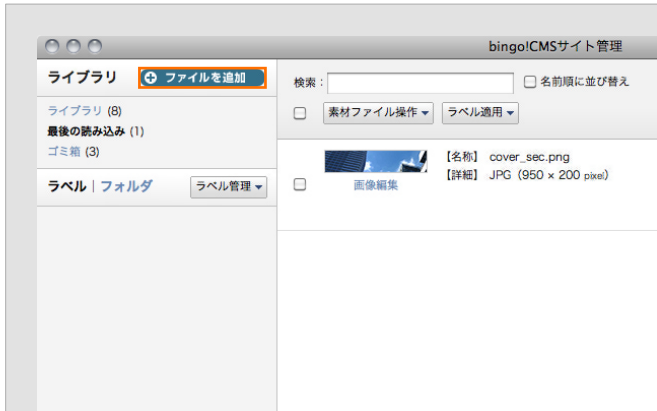 bingo!CMSサイト管理
ライブラリ ファイルを追加
ライブラリ (8)
最後の読み込み (1)
ゴミ箱 (3)
ラベル | フォルダ ラベル管理
検索: 名前順に並び替え
素材ファイル操作 ラベル適用
【名称】 cover_sec.png
【詳細】 JPG (950 × 200 pixel)
画像編集